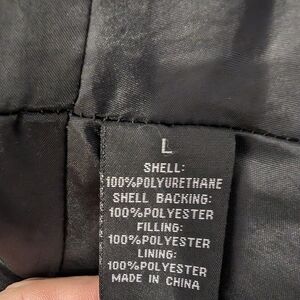 L
SHELL:
100%POLYURETHANE
SHELL BACKING:
100%POLYESTER
FILLING:
100%POLYESTER
LINING:
100%POLYESTER
MADE IN CHINA